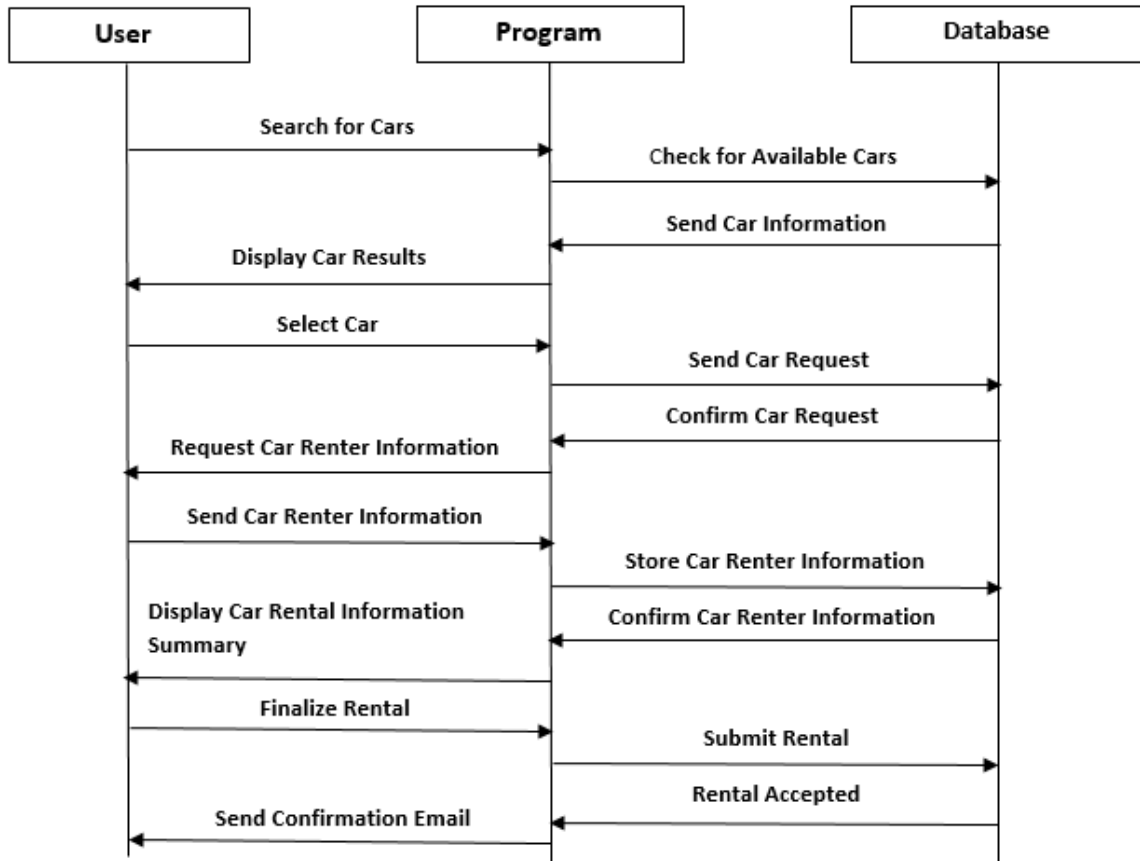 User
Program
Database
Search for Cars
Check for Available Cars
Send Car Information
Display Car Results
Select Car
Send Car Request
Confirm Car Request
Request Car Renter Information
Send Car Renter Information
Store Car Renter Information
Display Car Rental Information
Summary
Confirm Car Renter Information
Finalize Rental
Submit Rental
Rental Accepted
Send Confirmation Email